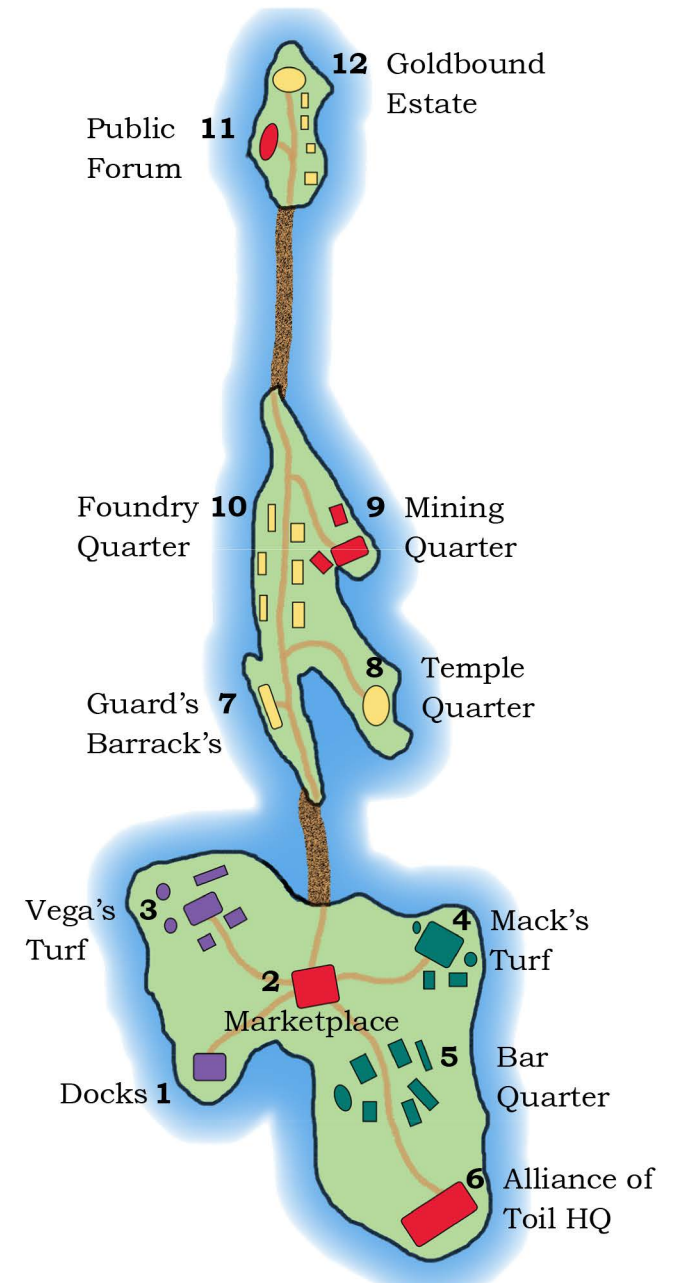 12 Goldbound
Estate
Public 11
Forum
Foundry 10
Quarter
9 Mining
Quarter
8 Temple
Quarter
Guard's 7
Barrack's
Vega's 3
Turf
4 Mack's
Turf
2
Marketplace
5 Bar
Quarter
Docks 1
6 Alliance of
Toil HQ